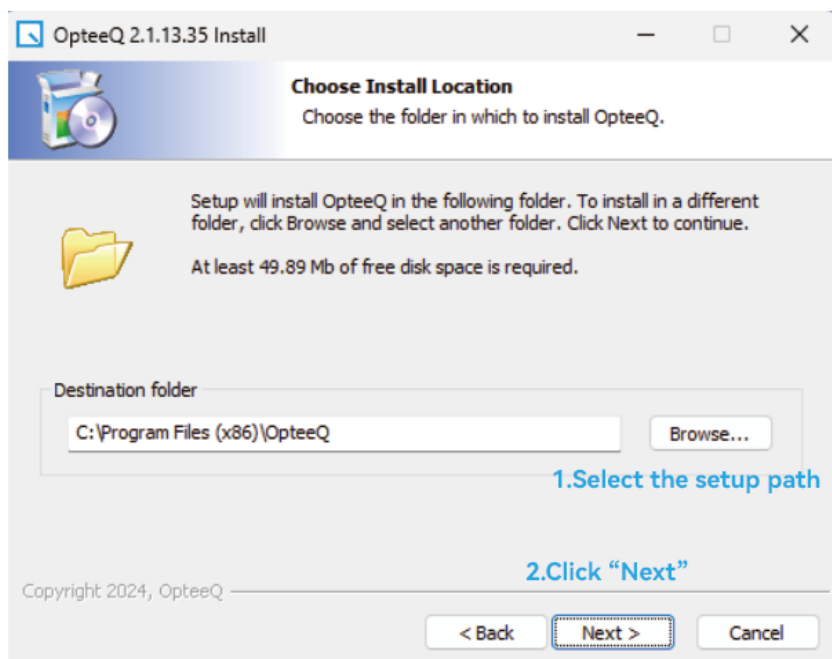 OpteeQ 2.1.13.35 Install
Choose Install Location
Choose the folder in which to install OpteeQ.
Setup will install OpteeQ in the following folder. To install in a different
folder, click Browse and select another folder. Click Next to continue.
At least 49.89 Mb of free disk space is required.
Destination folder
C:\Program Files (x86)\OpteeQ
Browse...
1.Select the setup path
2.Click “Next”
Copyright 2024, OpteeQ
< Back
Next >
Cancel